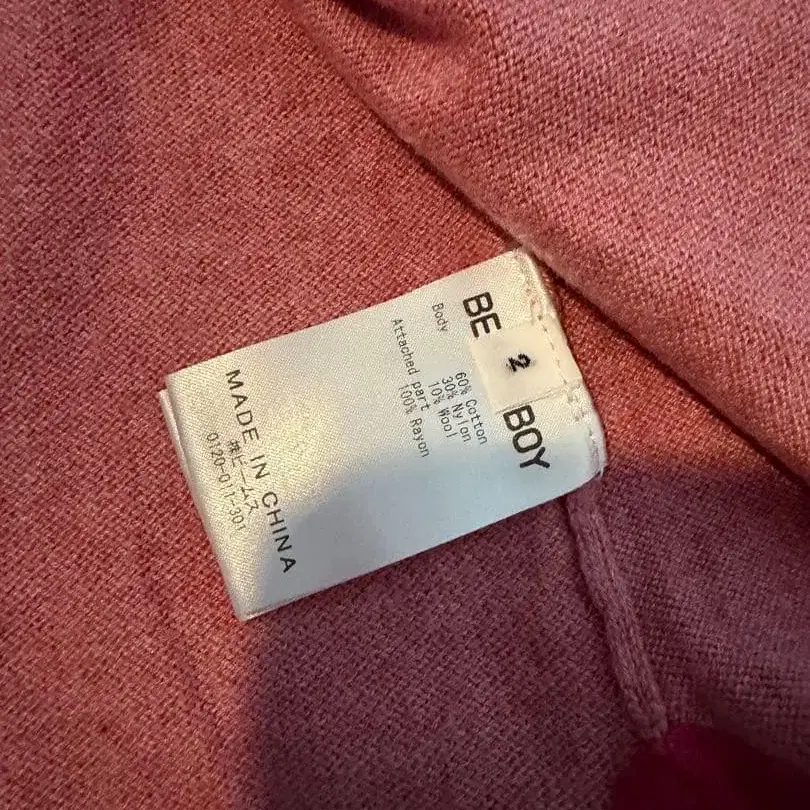 BE
2
BOY
Body
60% Cotton
30% Nylon
10% Wool
Attached part
100% Rayon
MADE IN CHINA
㈱ビームス
0120-011-301